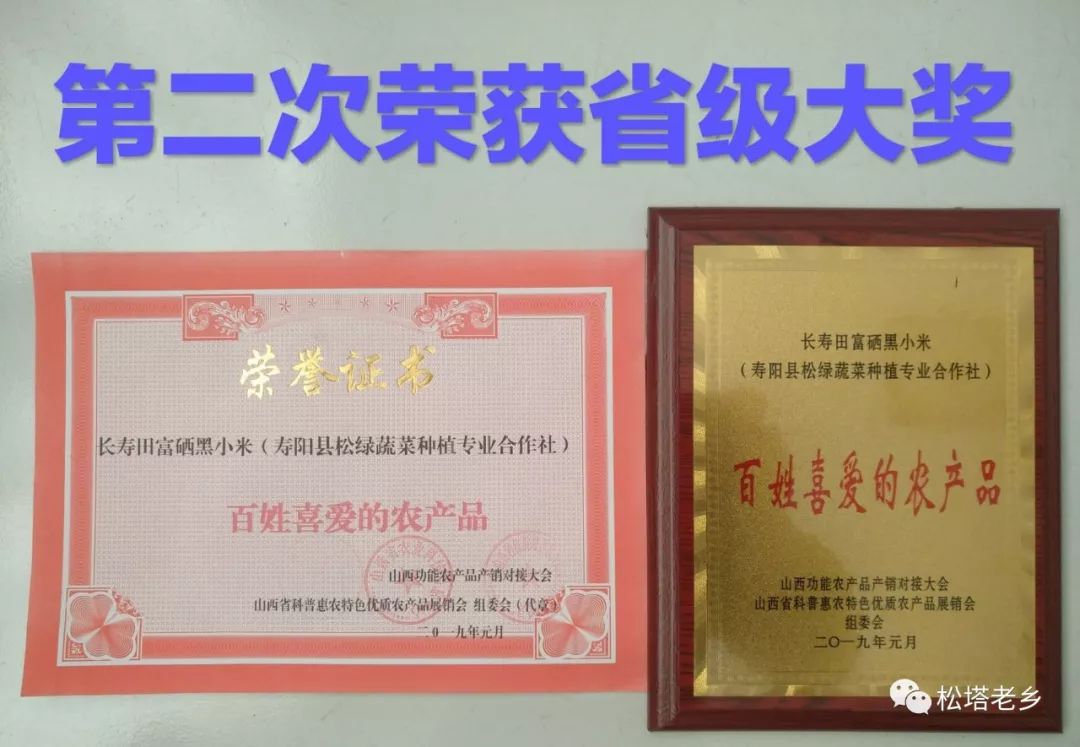 第二次荣获省级大奖
荣誉证书
长寿田富硒黑小米（寿阳县松绿蔬菜种植专业合作社）
百姓喜爱的农产品
山西功能农产品产销对接大会
山西省科普惠农特色优质农产品展销会 组委会（代章）
二0一九年元月
长寿田富硒黑小米
（寿阳县松绿蔬菜种植专业合作社）
百姓喜爱的农产品
山西功能农产品产销对接大会
山西省科普惠农特色优质农产品展销会
组委会
二〇一九年元月
松塔老乡